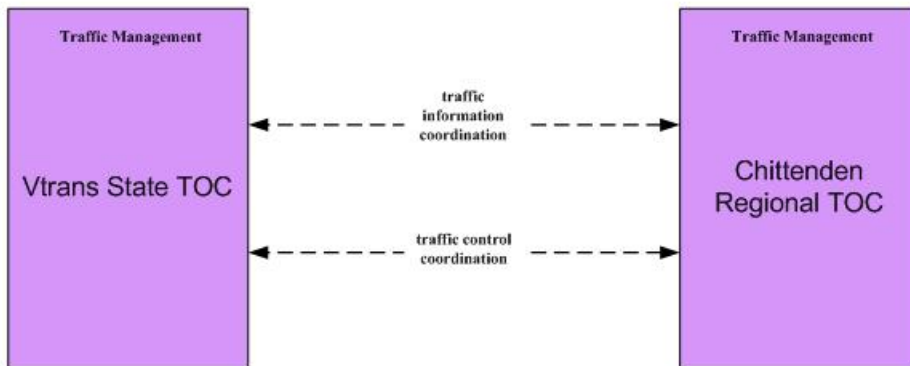 Traffic Management
Vtrans State TOC
traffic
information
coordination
traffic control
coordination
Traffic Management
Chittenden
Regional TOC